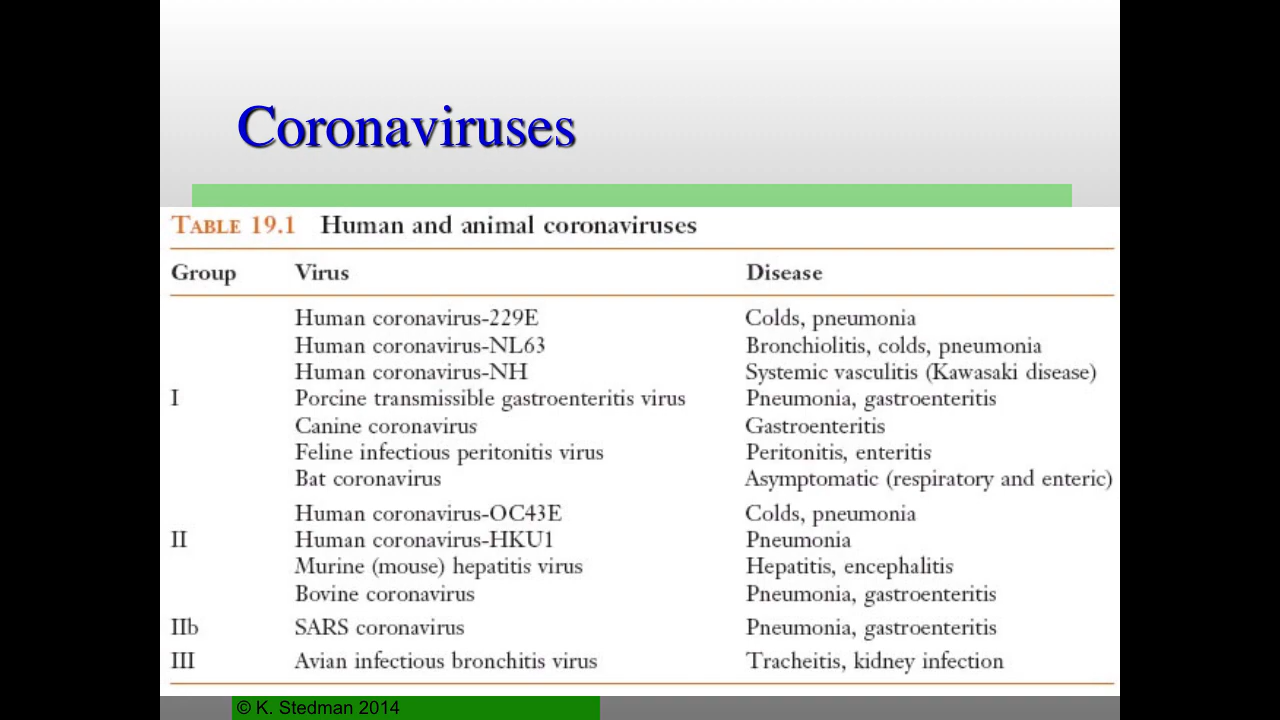 Coronaviruses
TABLE 19.1 Human and animal coronaviruses
Group Virus Disease
Human coronavirus-229E Colds, pneumonia
Human coronavirus-NL63 Bronchiolitis, colds, pneumonia
Human coronavirus-NH Systemic vasculitis (Kawasaki disease)
I Porcine transmissible gastroenteritis virus Pneumonia, gastroenteritis
Canine coronavirus Gastroenteritis
Feline infectious peritonitis virus Peritonitis, enteritis
Bat coronavirus Asymptomatic (respiratory and enteric)
Human coronavirus-OC43E Colds, pneumonia
II Human coronavirus-HKU1 Pneumonia
Murine (mouse) hepatitis virus Hepatitis, encephalitis
Bovine coronavirus Pneumonia, gastroenteritis
IIb SARS coronavirus Pneumonia, gastroenteritis
III Avian infectious bronchitis virus Tracheitis, kidney infection
© K. Stedman 2014